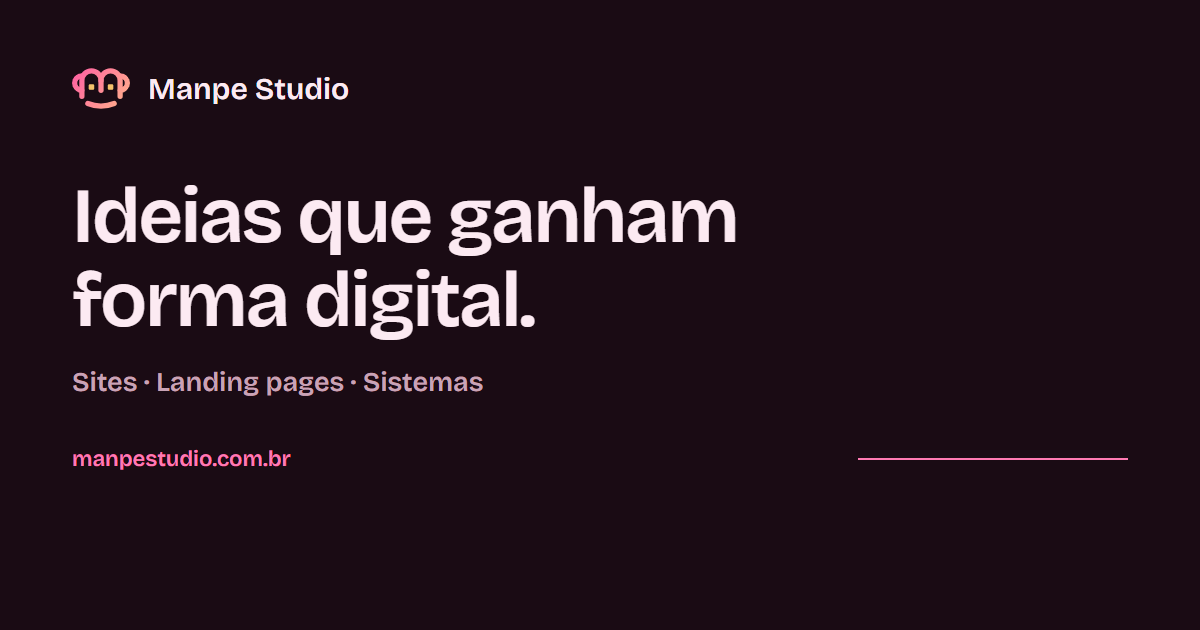 Manpe Studio
Ideias que ganham
forma digital.
Sites · Landing pages · Sistemas
manpestudio.com.br